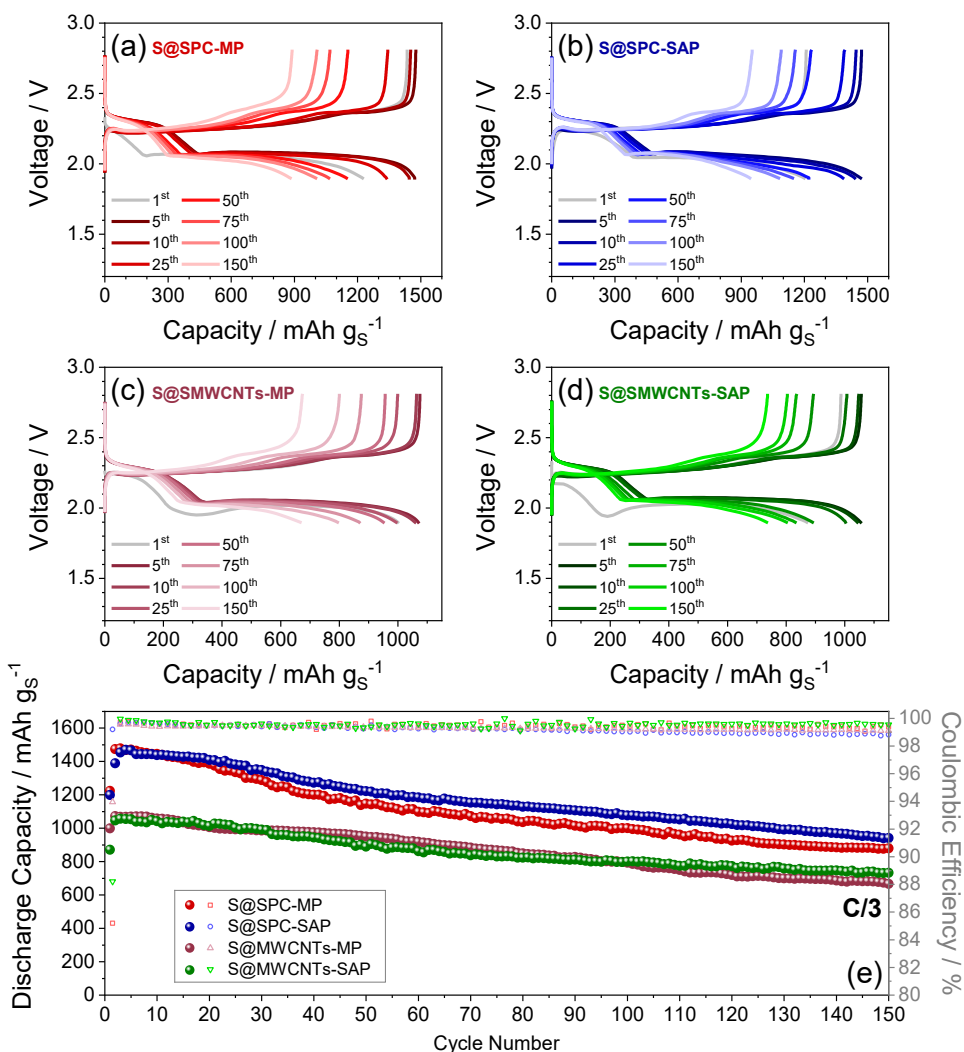 (a) S@SPC-MP
3.0
2.5
2.0
1.5
Voltage / V
1st 50th
5th 75th
10th 100th
25th 150th
0 300 600 900 1200 1500
Capacity / mAh gS-1
(b) S@SPC-SAP
3.0
2.5
2.0
1.5
Voltage / V
1st 50th
5th 75th
10th 100th
25th 150th
0 300 600 900 1200 1500
Capacity / mAh gS-1
(c) S@SMWCNTs-MP
3.0
2.5
2.0
1.5
Voltage / V
1st 50th
5th 75th
10th 100th
25th 150th
0 200 400 600 800 1000
Capacity / mAh gS-1
(d) S@SMWCNTs-SAP
3.0
2.5
2.0
1.5
Voltage / V
1st 50th
5th 75th
10th 100th
25th 150th
0 200 400 600 800 1000
Capacity / mAh gS-1
Discharge Capacity / mAh gS-1
1600
1400
1200
1000
800
600
400
200
0
S@SPC-MP
S@SPC-SAP
S@MWCNTs-MP
S@MWCNTs-SAP
C/3
(e)
100
98
96
94
92
90
88
86
84
82
80
Coulombic Efficiency / %
0 10 20 30 40 50 60 70 80 90 100 110 120 130 140 150
Cycle Number